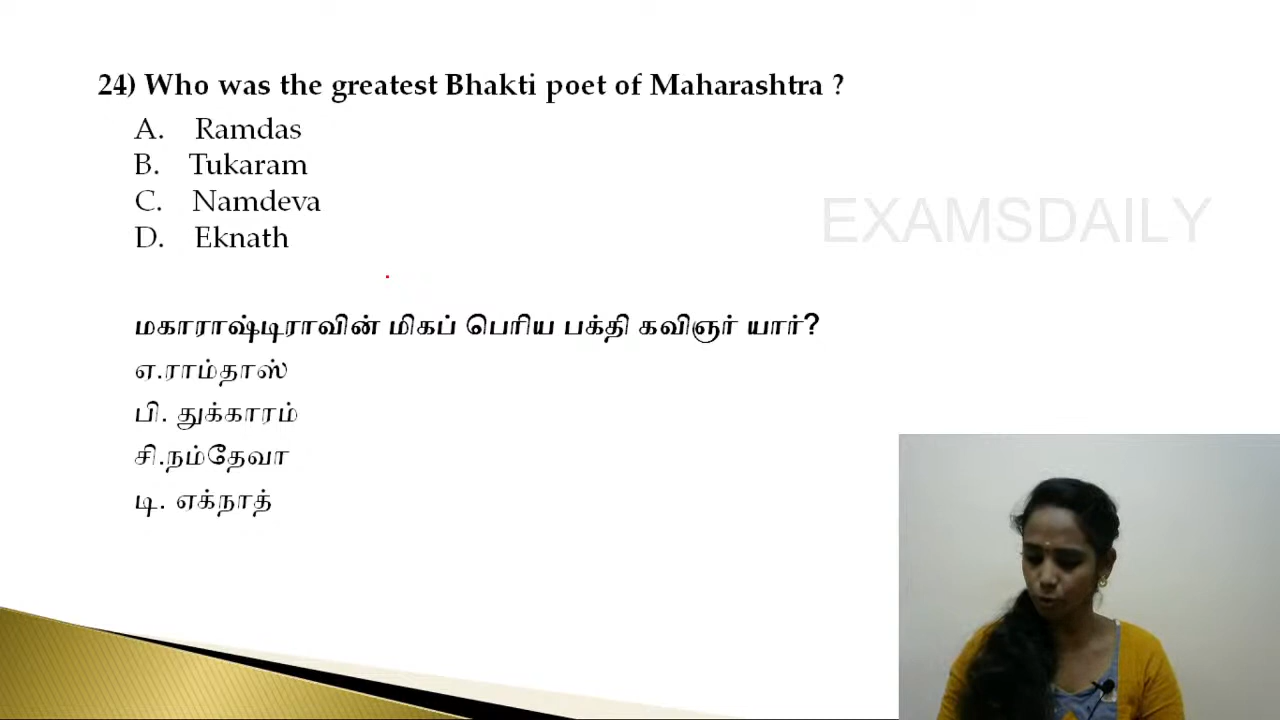 24) Who was the greatest Bhakti poet of Maharashtra ?
A. Ramdas
B. Tukaram
C. Namdeva
D. Eknath
EXAMSDAILY
மகாராஷ்டிராவின் மிகப் பெரிய பக்தி கவிஞர் யார்?
எ.ராம்தாஸ்
பி. துக்காரம்
சி.நம்தேவா
டி. எக்நாத்